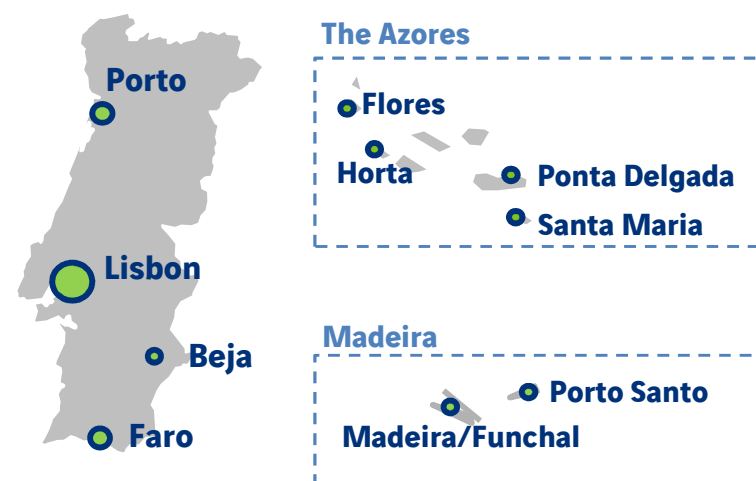 Porto
Lisbon
Beja
Faro
The Azores
Flores
Horta
Ponta Delgada
Santa Maria
Madeira
Porto Santo
Madeira/Funchal